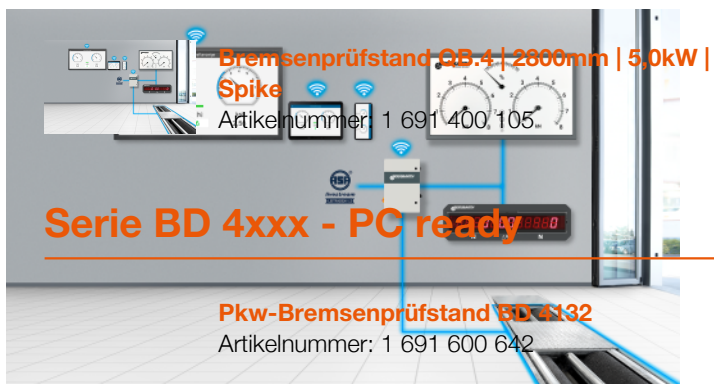 Bremsenprüfstand QB.4 | 2800mm | 5,0kW |
Spike
Artikelnummer: 1 691 400 105
ASA
Serie BD 4xxx - PC ready
Pkw-Bremsenprüfstand BD 4132
Artikelnummer: 1 691 600 642